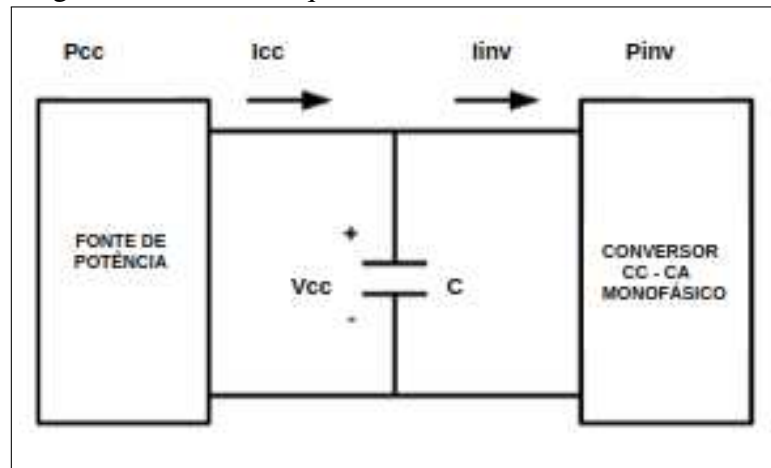 Pcc Icc Iinv Pinv
FONTE DE
POTÊNCIA
+
Vcc C
-
CONVERSOR
CC - CA
MONOFÁSICO